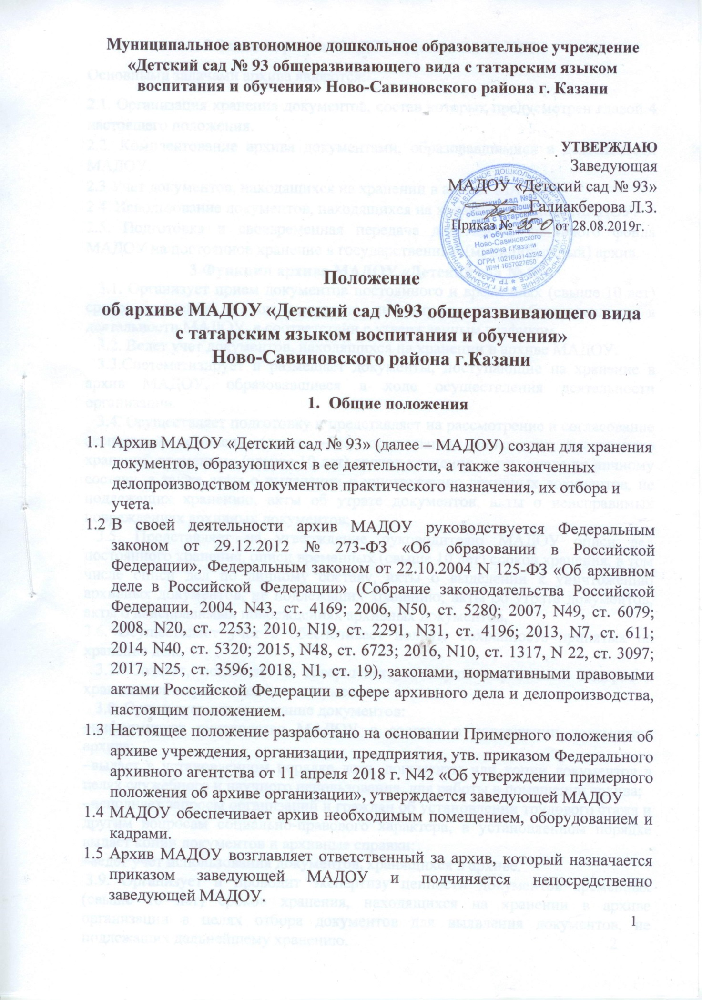 Муниципальное автономное дошкольное образовательное учреждение
«Детский сад № 93 общеразвивающего вида с татарским языком
воспитания и обучения» Ново-Савиновского района г. Казани
УТВЕРЖДАЮ
Заведующая
МАДОУ «Детский сад № 93»
Галиакберова Л.З.
Приказ № от 28.08.2019г.
«Детский сад №93
общеразвивающего
вида с татарским
языком воспитания
и обучения»
Ново-Савиновского
района г.Казани
ОГРН 1021603143242
ИНН 1657027650
Положение
об архиве МАДОУ «Детский сад №93 общеразвивающего вида
с татарским языком воспитания и обучения»
Ново-Савиновского района г.Казани
1. Общие положения
1.1 Архив МАДОУ «Детский сад № 93» (далее – МАДОУ) создан для хранения
документов, образующихся в ее деятельности, а также законченных
делопроизводством документов практического назначения, их отбора и
учета.
1.2 В своей деятельности архив МАДОУ руководствуется Федеральным
законом от 29.12.2012 № 273-ФЗ «Об образовании в Российской
Федерации», Федеральным законом от 22.10.2004 N 125-ФЗ «Об архивном
деле в Российской Федерации» (Собрание законодательства Российской
Федерации, 2004, N43, ст. 4169; 2006, N50, ст. 5280; 2007, N49, ст. 6079;
2008, N20, ст. 2253; 2010, N19, ст. 2291, N31, ст. 4196; 2013, N7, ст. 611;
2014, N40, ст. 5320; 2015, N48, ст. 6723; 2016, N10, ст. 1317, N 22, ст. 3097;
2017, N25, ст. 3596; 2018, N1, ст. 19), законами, нормативными правовыми
актами Российской Федерации в сфере архивного дела и делопроизводства,
настоящим положением.
1.3 Настоящее положение разработано на основании Примерного положения об
архиве учреждения, организации, предприятия, утв. приказом Федерального
архивного агентства от 11 апреля 2018 г. N42 «Об утверждении примерного
положения об архиве организации», утверждается заведующей МАДОУ
1.4 МАДОУ обеспечивает архив необходимым помещением, оборудованием и
кадрами.
1.5 Архив МАДОУ возглавляет ответственный за архив, который назначается
приказом заведующей МАДОУ и подчиняется непосредственно
заведующей МАДОУ.
1